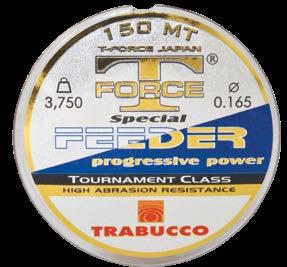 150 MT
T-FORCE JAPAN
T
FORCE ®
3,750
Ø
0.165
Special
FEEDER
progressive power
TOURNAMENT CLASS
HIGH ABRASION RESISTANCE
TRABUCCO